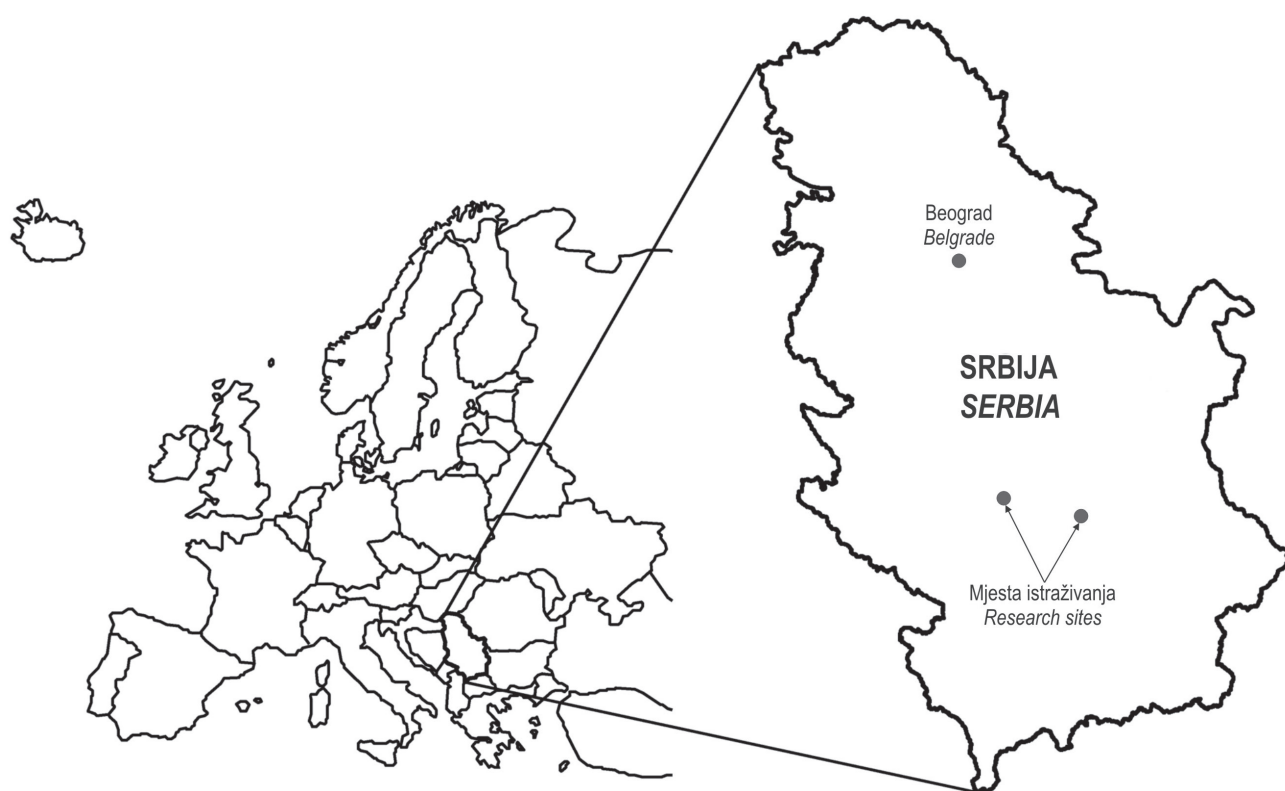 Beograd
Belgrade
SRBIJA
SERBIA
Mjesta istraživanja
Research sites